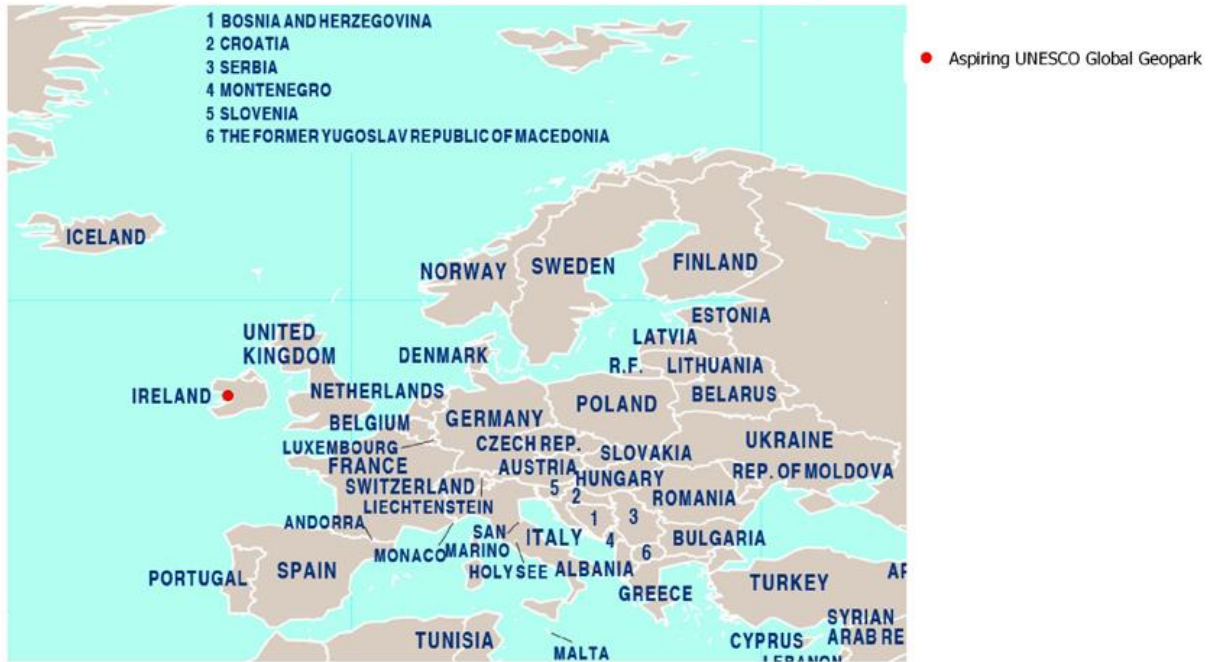 1 BOSNIA AND HERZEGOVINA
2 CROATIA
3 SERBIA
4 MONTENEGRO
5 SLOVENIA
6 THE FORMER YUGOSLAV REPUBLIC OF MACEDONIA
Aspiring UNESCO Global Geopark
ICELAND
NORWAY
SWEDEN
FINLAND
ESTONIA
UNITED
KINGDOM
LATVIA
DENMARK
R.F.
LITHUANIA
IRELAND
NETHERLANDS
BELARUS
POLAND
BELGIUM
GERMANY
LUXEMBOURG
CZECH REP.
SLOVAKIA
UKRAINE
FRANCE
AUSTRIA
HUNGARY
REP. OF MOLDOVA
SWITZERLAND
5
2
ROMANIA
LIECHTENSTEIN
ANDORRA
SAN
MARINO
ITALY
1
3
4
BULGARIA
MONACO
6
HOLY SEE
ALBANIA
PORTUGAL
SPAIN
GREECE
TURKEY
AR
SYRIAN
ARAB RE
TUNISIA
MALTA
CYPRUS
LEBANON